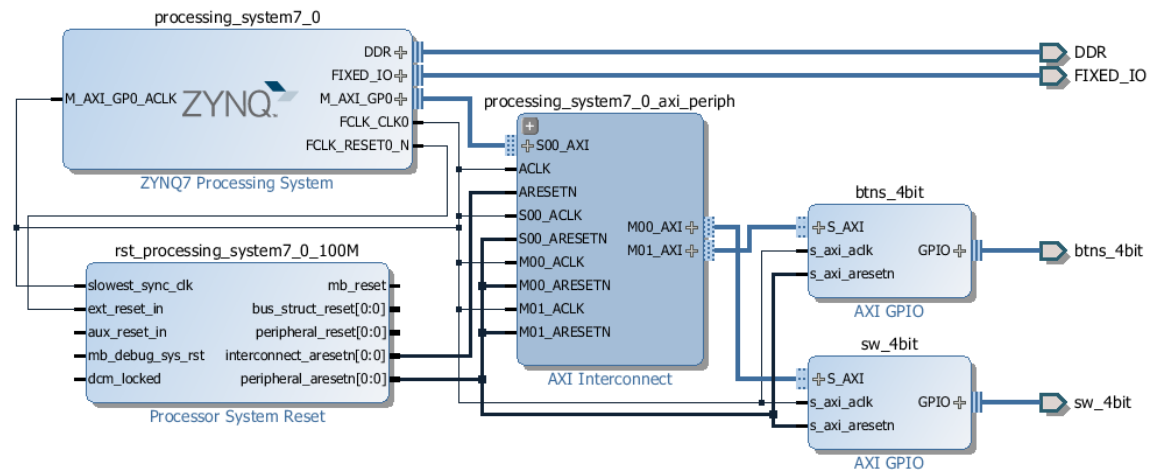 processing_system7_0
DDR
FIXED_IO
M_AXI_GP0_ACLK
ZYNQ
M_AXI_GP0
FCLK_CLK0
FCLK_RESET0_N
ZYNQ7 Processing System
DDR
FIXED_IO
processing_system7_0_axi_periph
S00_AXI
ACLK
ARESETN
S00_ACLK
S00_ARESETN
M00_ACLK
M00_ARESETN
M01_ACLK
M01_ARESETN
M00_AXI
M01_AXI
AXI Interconnect
rst_processing_system7_0_100M
slowest_sync_clk
ext_reset_in
aux_reset_in
mb_debug_sys_rst
dcm_locked
mb_reset
bus_struct_reset[0:0]
peripheral_reset[0:0]
interconnect_aresetn[0:0]
peripheral_aresetn[0:0]
Processor System Reset
btns_4bit
S_AXI
s_axi_aclk
s_axi_aresetn
GPIO
AXI GPIO
btns_4bit
sw_4bit
S_AXI
s_axi_aclk
s_axi_aresetn
GPIO
AXI GPIO
sw_4bit